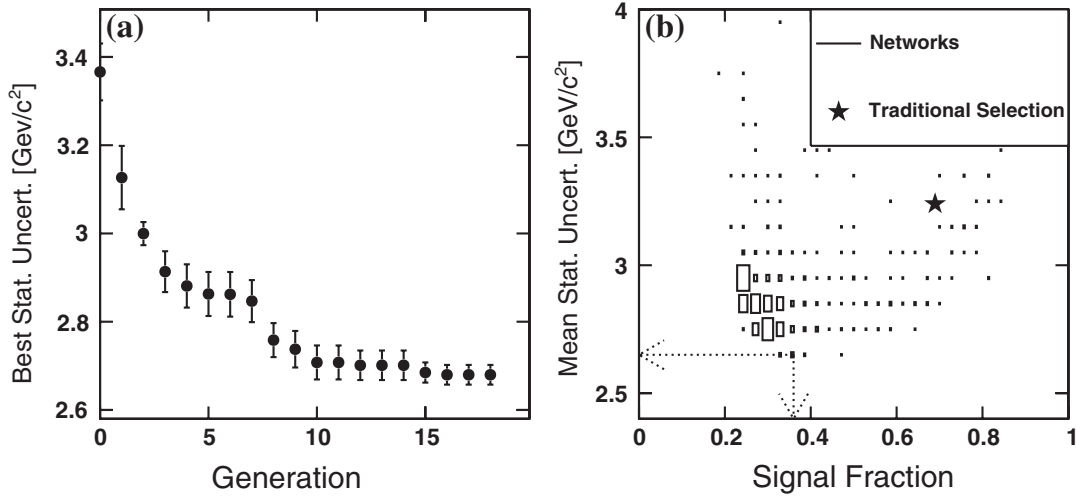 (a)
3.4
3.2
3
2.8
2.6
0 5 10 15
Best Stat. Uncert. [Gev/c²]
Generation
(b)
4
3.5
3
2.5
0 0.2 0.4 0.6 0.8 1
Mean Stat. Uncert. [GeV/c²]
Signal Fraction
Networks
Traditional Selection